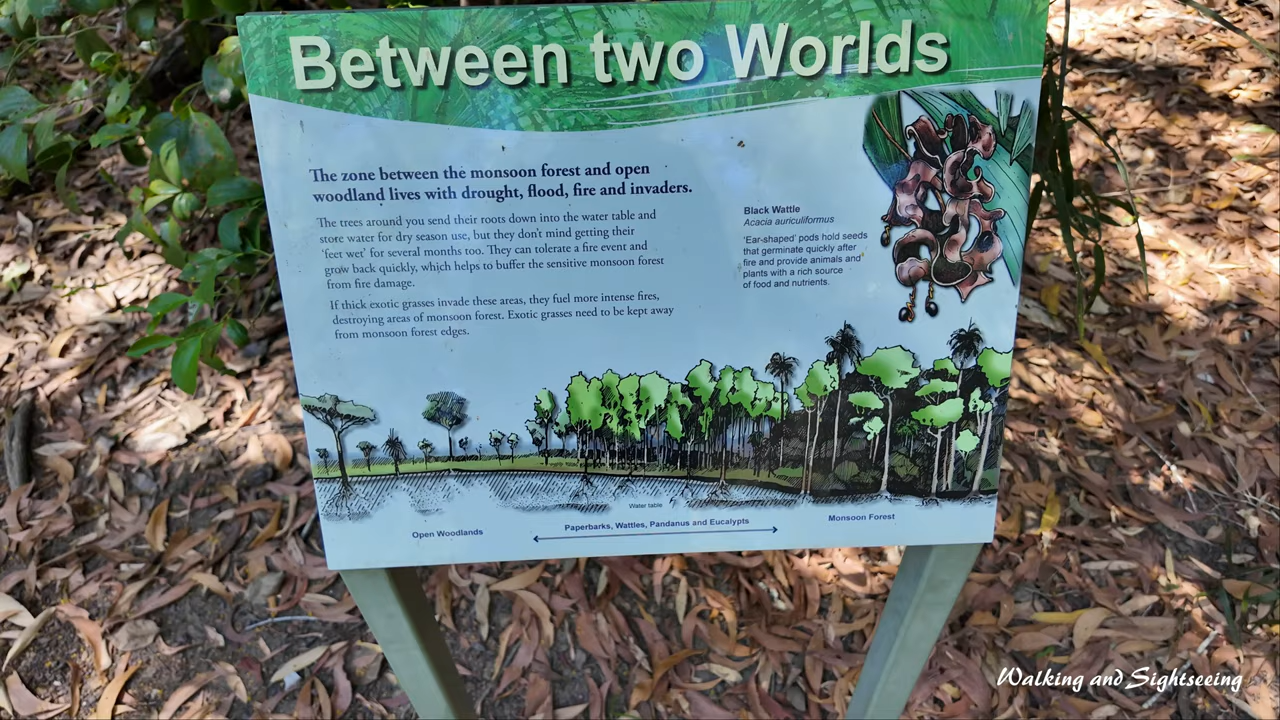 Between two Worlds
The zone between the monsoon forest and open
woodland lives with drought, flood, fire and invaders.
The trees around you send their roots down into the water table and
store water for dry season use, but they don't mind getting their
'feet wet' for several months too. They can tolerate a fire event and
grow back quickly, which helps to buffer the sensitive monsoon forest
from fire damage.
If thick exotic grasses invade these areas, they fuel more intense fires,
destroying areas of monsoon forest. Exotic grasses need to be kept away
from monsoon forest edges.
Black Wattle
Acacia auriculiformus
'Ear-shaped' pods hold seeds
that germinate quickly after
fire and provide animals and
plants with a rich source
of food and nutrients.
Water table
Open Woodlands
Paperbarks, Wattles, Pandanus and Eucalypts
Monsoon Forest
Walking and Sightseeing